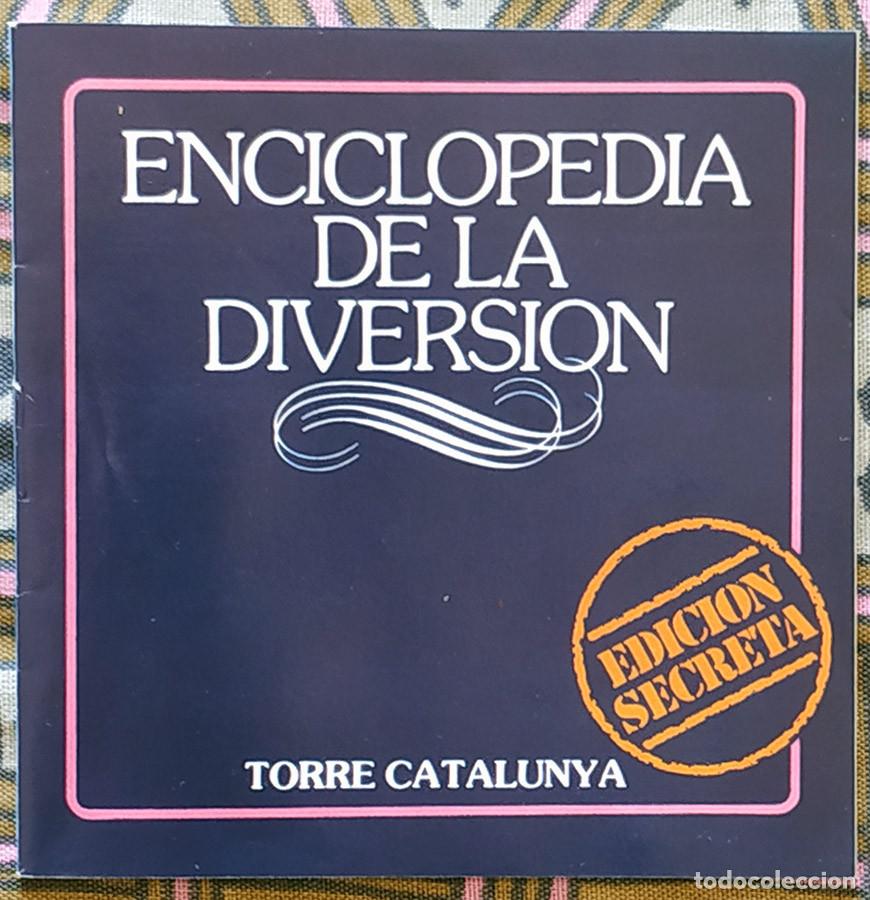 ENCICLOPEDIA
DE LA
DIVERSION
EDICION
SECRETA
TORRE CATALUNYA
todocoleccion